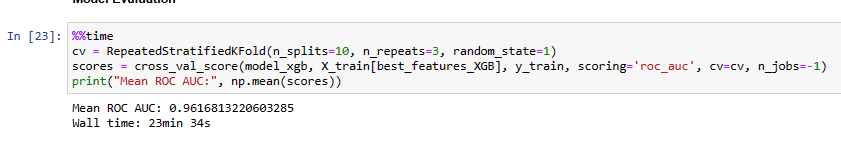 Model Evaluation
In [23]: %%time
cv = RepeatedStratifiedKFold(n_splits=10, n_repeats=3, random_state=1)
scores = cross_val_score(model_xgb, X_train[best_features_XGB], y_train, scoring='roc_auc', cv=cv, n_jobs=-1)
print("Mean ROC AUC:", np.mean(scores))
Mean ROC AUC: 0.9616813220603285
Wall time: 23min 34s